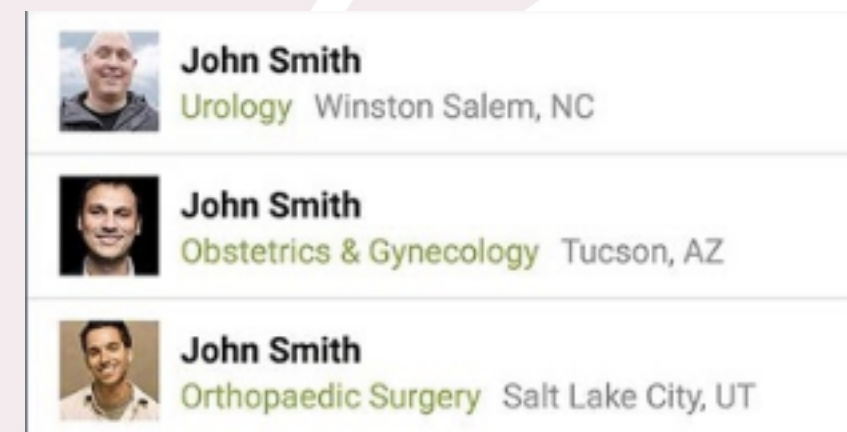 John Smith
Urology Winston Salem, NC
John Smith
Obstetrics & Gynecology Tucson, AZ
John Smith
Orthopaedic Surgery Salt Lake City, UT